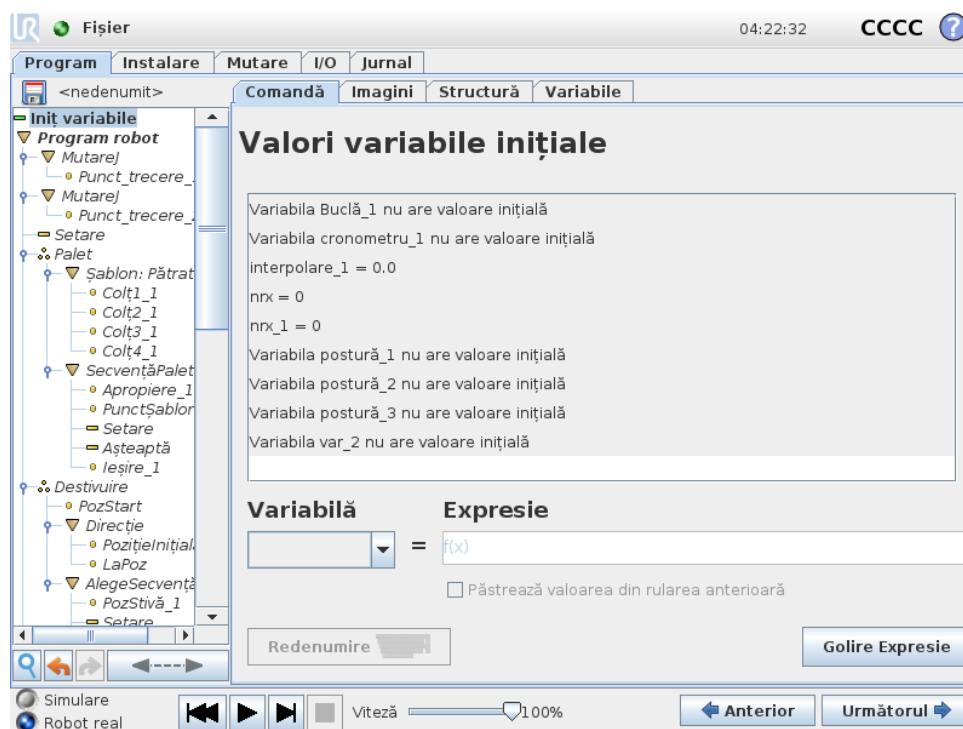 Fișier
04:22:32
CCCC
?
Program
Instalare
Mutare
I/O
Jurnal
<nedenumit>
Comandă
Imagini
Structură
Variabile
Iniț variabile
Program robot
MutareJ
Punct_trecere_
MutareJ
Punct_trecere_
Setare
Palet
Șablon: Pătrat
Colț1_1
Colț2_1
Colț3_1
Colț4_1
SecvențăPalet
Apropiere_1
PunctȘablon
Setare
Așteaptă
Ieșire_1
Destivuire
PozStart
Direcție
PozițieInițial
LaPoz
AlegeSecvență
PozStivă_1
Setare
Valori variabile inițiale
Variabila Buclă_1 nu are valoare inițială
Variabila cronometru_1 nu are valoare inițială
interpolare_1 = 0.0
nrx = 0
nrx_1 = 0
Variabila postură_1 nu are valoare inițială
Variabila postură_2 nu are valoare inițială
Variabila postură_3 nu are valoare inițială
Variabila var_2 nu are valoare inițială
Variabilă
Expresie
=
f(x)
Păstrează valoarea din rularea anterioară
Redenumire
Golire Expresie
Simulare
Robot real
Viteză
100%
Anterior
Următorul